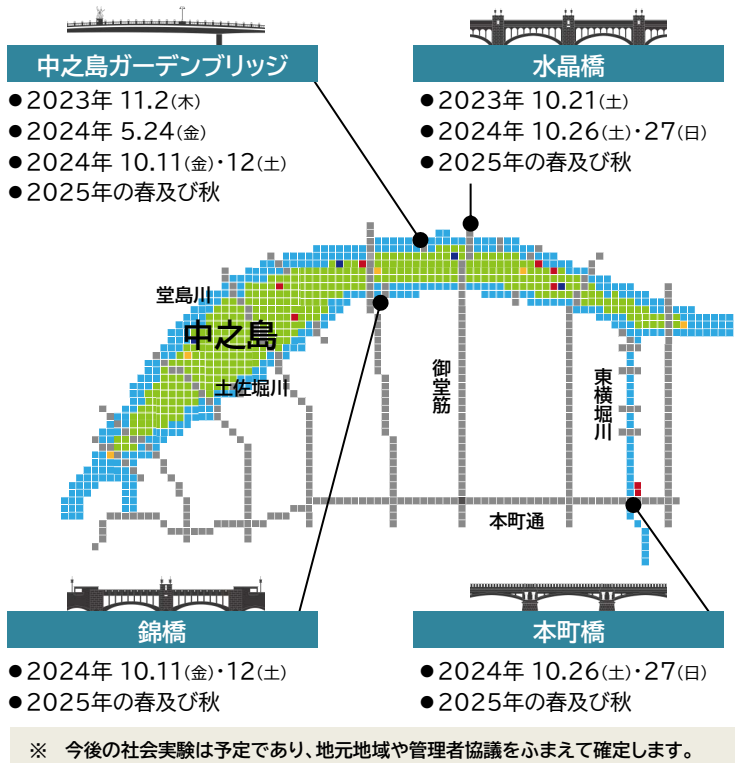 中之島ガーデンブリッジ
●2023年 11.2(木)
●2024年 5.24(金)
●2024年 10.11(金)・12(土)
●2025年の春及び秋
水晶橋
●2023年 10.21(土)
●2024年 10.26(土)・27(日)
●2025年の春及び秋
堂島川
中之島
土佐堀川
御堂筋
東横堀川
本町通
錦橋
●2024年 10.11(金)・12(土)
●2025年の春及び秋
本町橋
●2024年 10.26(土)・27(日)
●2025年の春及び秋
※ 今後の社会実験は予定であり、地元地域や管理者協議をふまえて確定します。